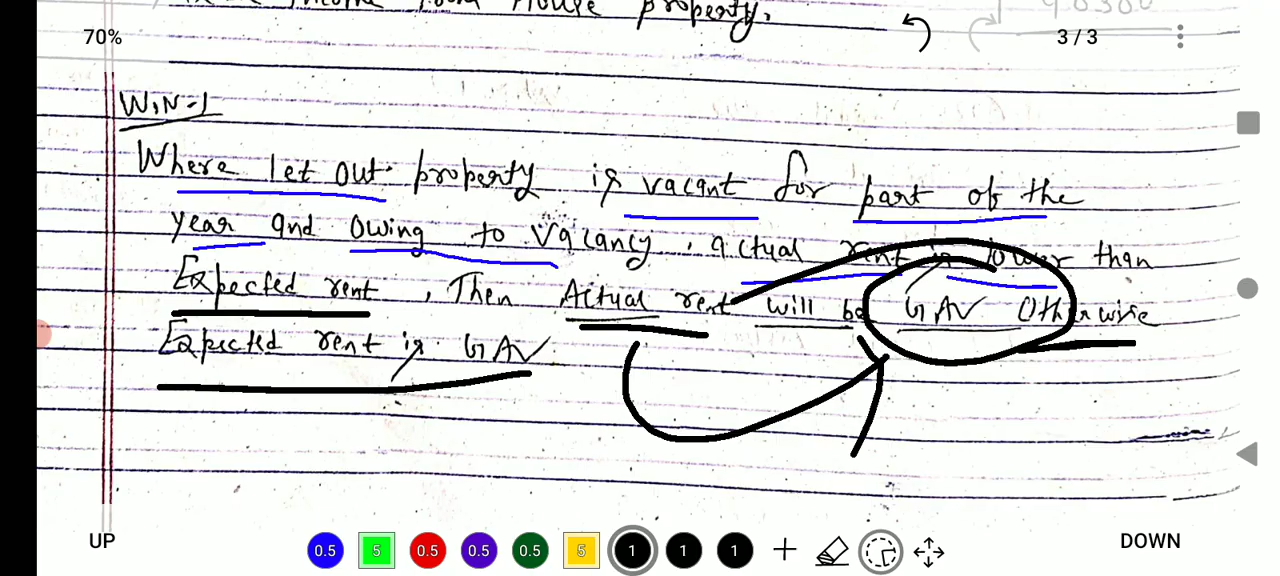 House property.
70%
3 / 3
W.N-1
Where let out property is vacant for part of the
year and owing to vacancy, actual rent is lower than
Expected rent, Then Actual rent will be GAV Otherwise
Expected rent is GAV
UP
0.5 5 0.5 0.5 0.5 5 1 1 1
DOWN